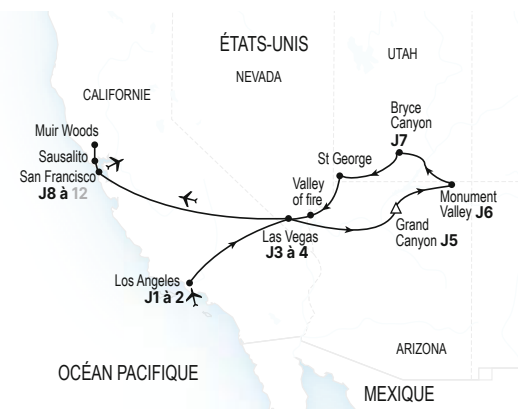 ÉTATS-UNIS
UTAH
NEVADA
CALIFORNIE
Bryce
Canyon
J7
Muir Woods
Sausalito
San Francisco
J8 à 12
St George
Valley
of fire
Monument
Valley J6
Grand
Canyon J5
Las Vegas
J3 à 4
Los Angeles
J1 à 2
ARIZONA
OCÉAN PACIFIQUE
MEXIQUE